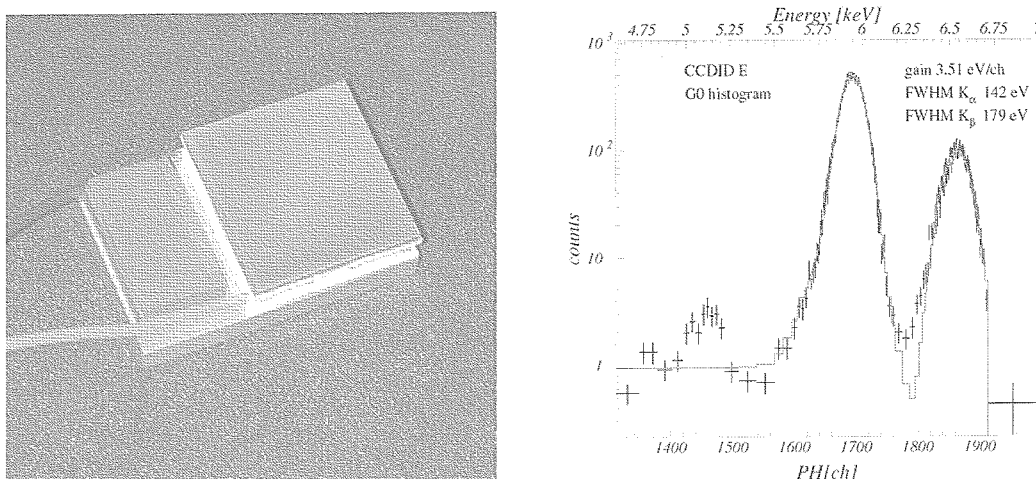 Energy [keV]
4.75 5 5.25 5.5 5.75 6 6.25 6.5 6.75
10³
CCDID E
G0 histogram
gain 3.51 eV/ch
FWHM Kα 142 eV
FWHM Kβ 179 eV
10²
counts
10
1
1400 1500 1600 1700 1800 1900
PH[ch]